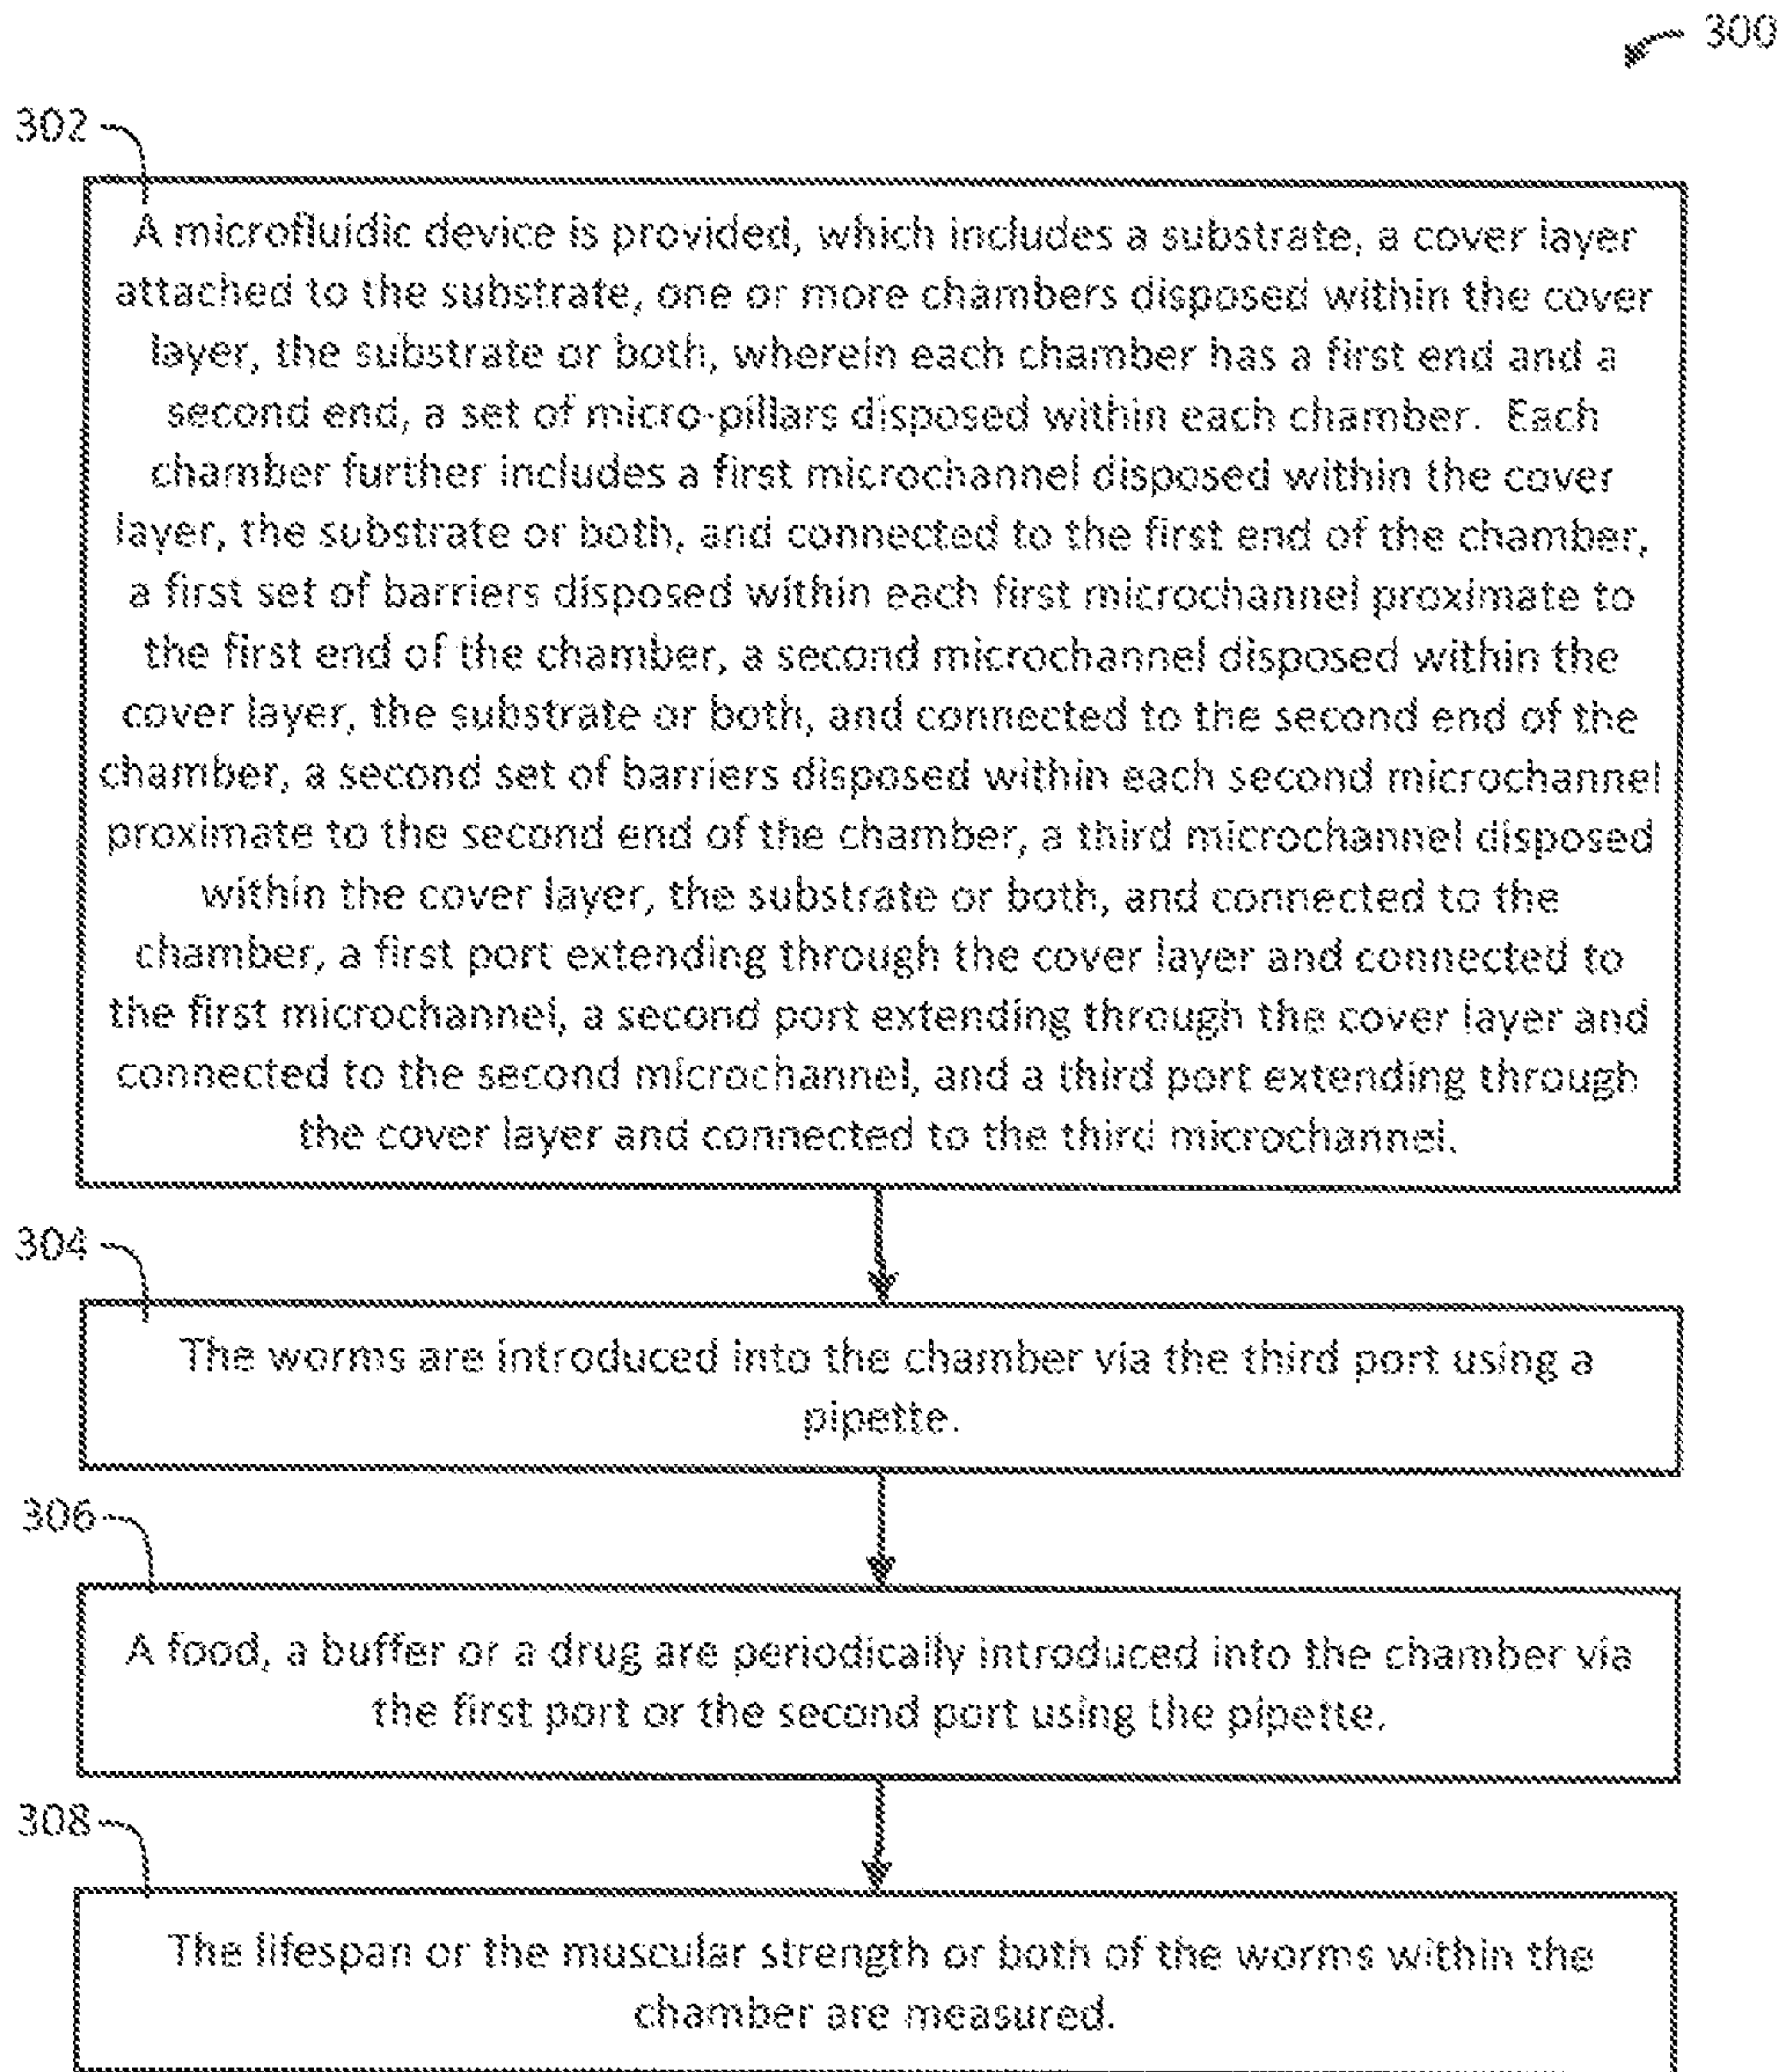 300
302
A microfluidic device is provided, which includes a substrate, a cover layer
attached to the substrate, one or more chambers disposed within the cover
layer, the substrate or both, wherein each chamber has a first end and a
second end, a set of micro-pillars disposed within each chamber. Each
chamber further includes a first microchannel disposed within the cover
layer, the substrate or both, and connected to the first end of the chamber,
a first set of barriers disposed within each first microchannel proximate to
the first end of the chamber, a second microchannel disposed within the
cover layer, the substrate or both, and connected to the second end of the
chamber, a second set of barriers disposed within each second microchannel
proximate to the second end of the chamber, a third microchannel disposed
within the cover layer, the substrate or both, and connected to the
chamber, a first port extending through the cover layer and connected to
the first microchannel, a second port extending through the cover layer and
connected to the second microchannel, and a third port extending through
the cover layer and connected to the third microchannel.
304
The worms are introduced into the chamber via the third port using a
pipette.
306
A food, a buffer or a drug are periodically introduced into the chamber via
the first port or the second port using the pipette.
308
The lifespan or the muscular strength or both of the worms within the
chamber are measured.